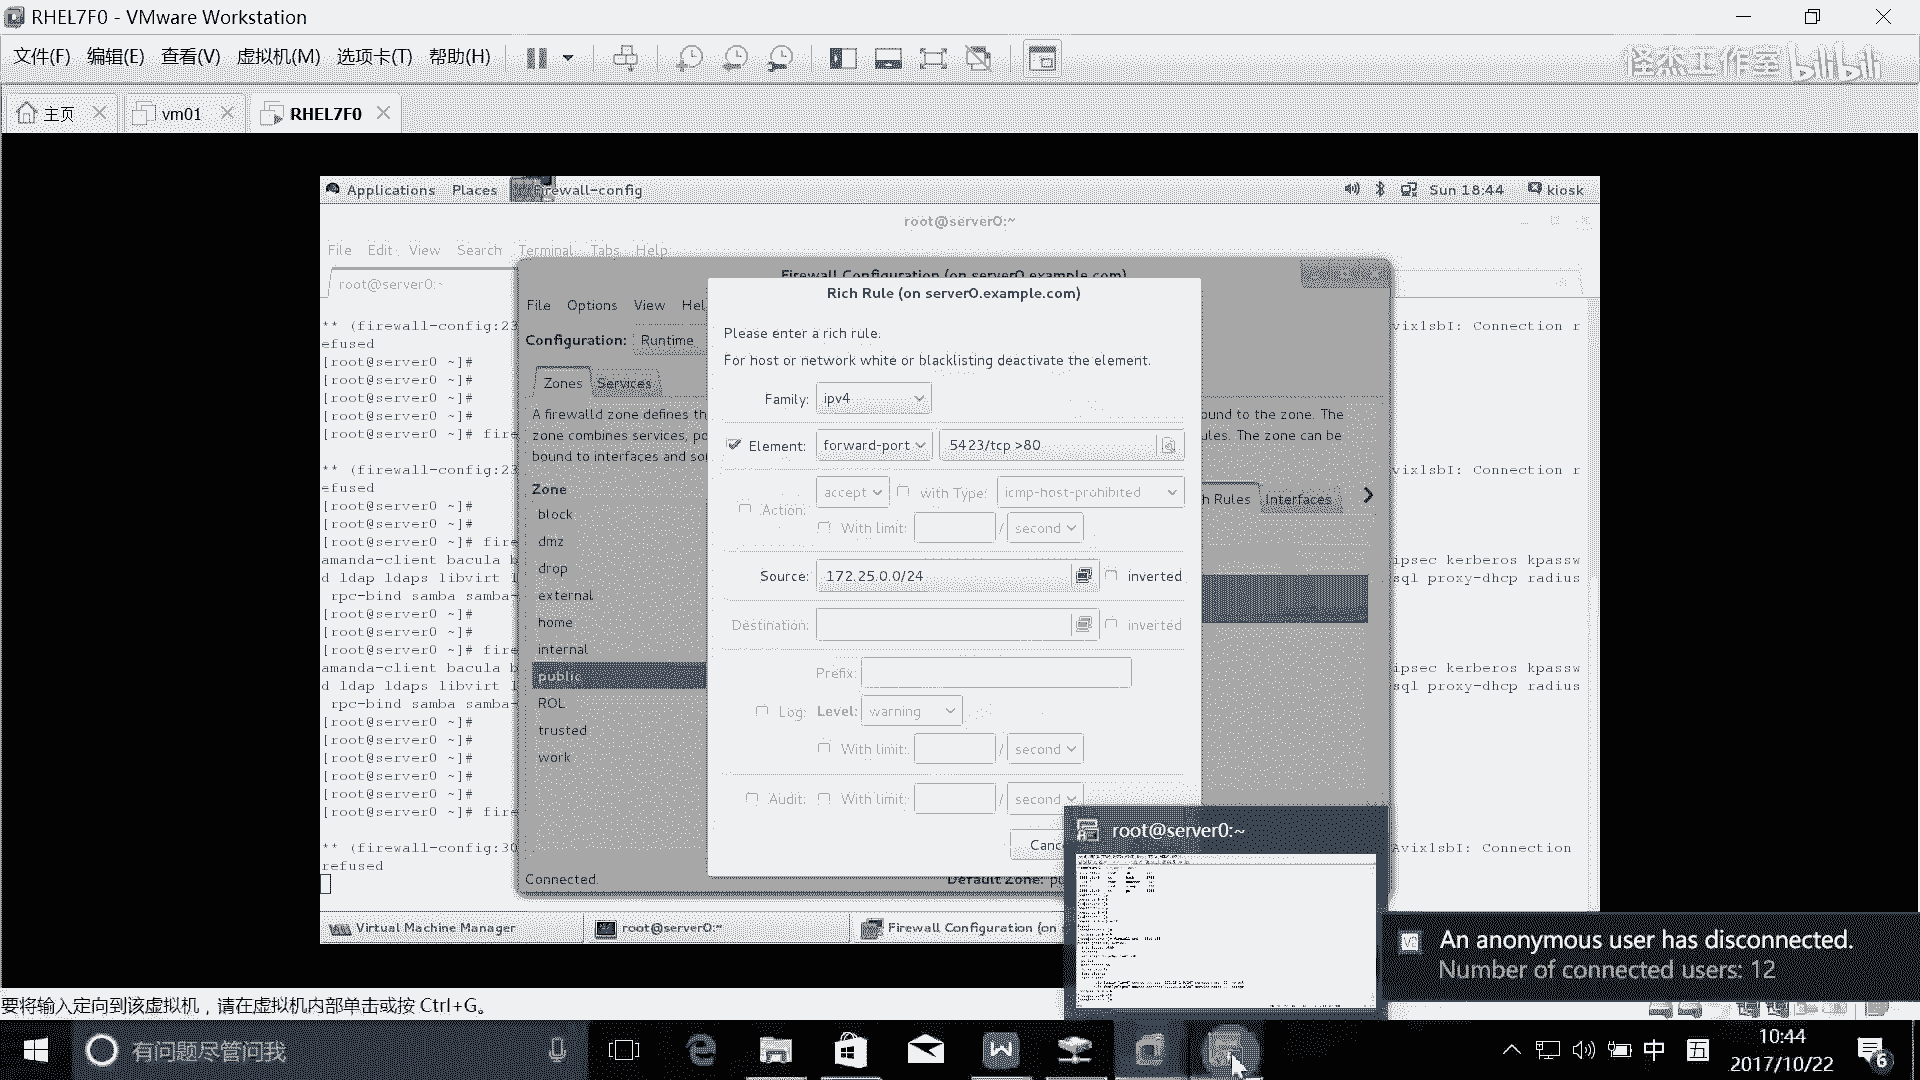 RHEL7F0 - VMware Workstation
文件(F) 编辑(E) 查看(V) 虚拟机(M) 选项卡(T) 帮助(H)
怪杰工作室 bilibili
主页 vm01 RHEL7F0
Applications Places Firewall-config Sun 18:44 kiosk
root@server0:~
File Edit View Search Terminal Tabs Help
root@server0:~
Firewall Configuration (on server0.example.com)
Rich Rule (on server0.example.com)
File Options View Hel
Configuration: Runtime
Zones Services
A firewalld zone defines th
ound to the zone. The
zone combines services, po
ules. The zone can be
bound to interfaces and so
Zone
block
dmz
drop
external
home
internal
public
ROL
trusted
work
h Rules Interfaces
Connected.
Default Zone: pu
Please enter a rich rule.
For host or network white or blacklisting deactivate the element.
Family: ipv4
Element: forward-port 5423/tcp >80
Action: accept with Type: icmp-host-prohibited
With limit: / second
Source: 172.25.0.0/24 inverted
Destination: inverted
Prefix:
Log: Level: warning
With limit: / second
Audit: With limit: / second
Canc
** (firewall-config:23
avix1sbI: Connection r
efused
[root@server0 ~]#
[root@server0 ~]#
[root@server0 ~]#
[root@server0 ~]#
[root@server0 ~]# fire
** (firewall-config:23
avix1sbI: Connection r
efused
[root@server0 ~]#
[root@server0 ~]#
[root@server0 ~]# fire
amanda-client bacula b
ipsec kerberos kpassw
d ldap ldaps libvirt l
sql proxy-dhcp radius
rpc-bind samba samba-
[root@server0 ~]#
[root@server0 ~]#
[root@server0 ~]# fire
amanda-client bacula b
ipsec kerberos kpassw
d ldap ldaps libvirt l
sql proxy-dhcp radius
rpc-bind samba samba-
[root@server0 ~]#
[root@server0 ~]#
[root@server0 ~]#
[root@server0 ~]#
[root@server0 ~]#
[root@server0 ~]# fire
** (firewall-config:30
Avix1sbI: Connection
refused
Virtual Machine Manager root@server0:~ Firewall Configuration (on
root@server0:~
An anonymous user has disconnected.
Number of connected users: 12
要将输入定向到该虚拟机，请在虚拟机内部单击或按 Ctrl+G。
有问题尽管问我
中 五
10:44
2017/10/22
6